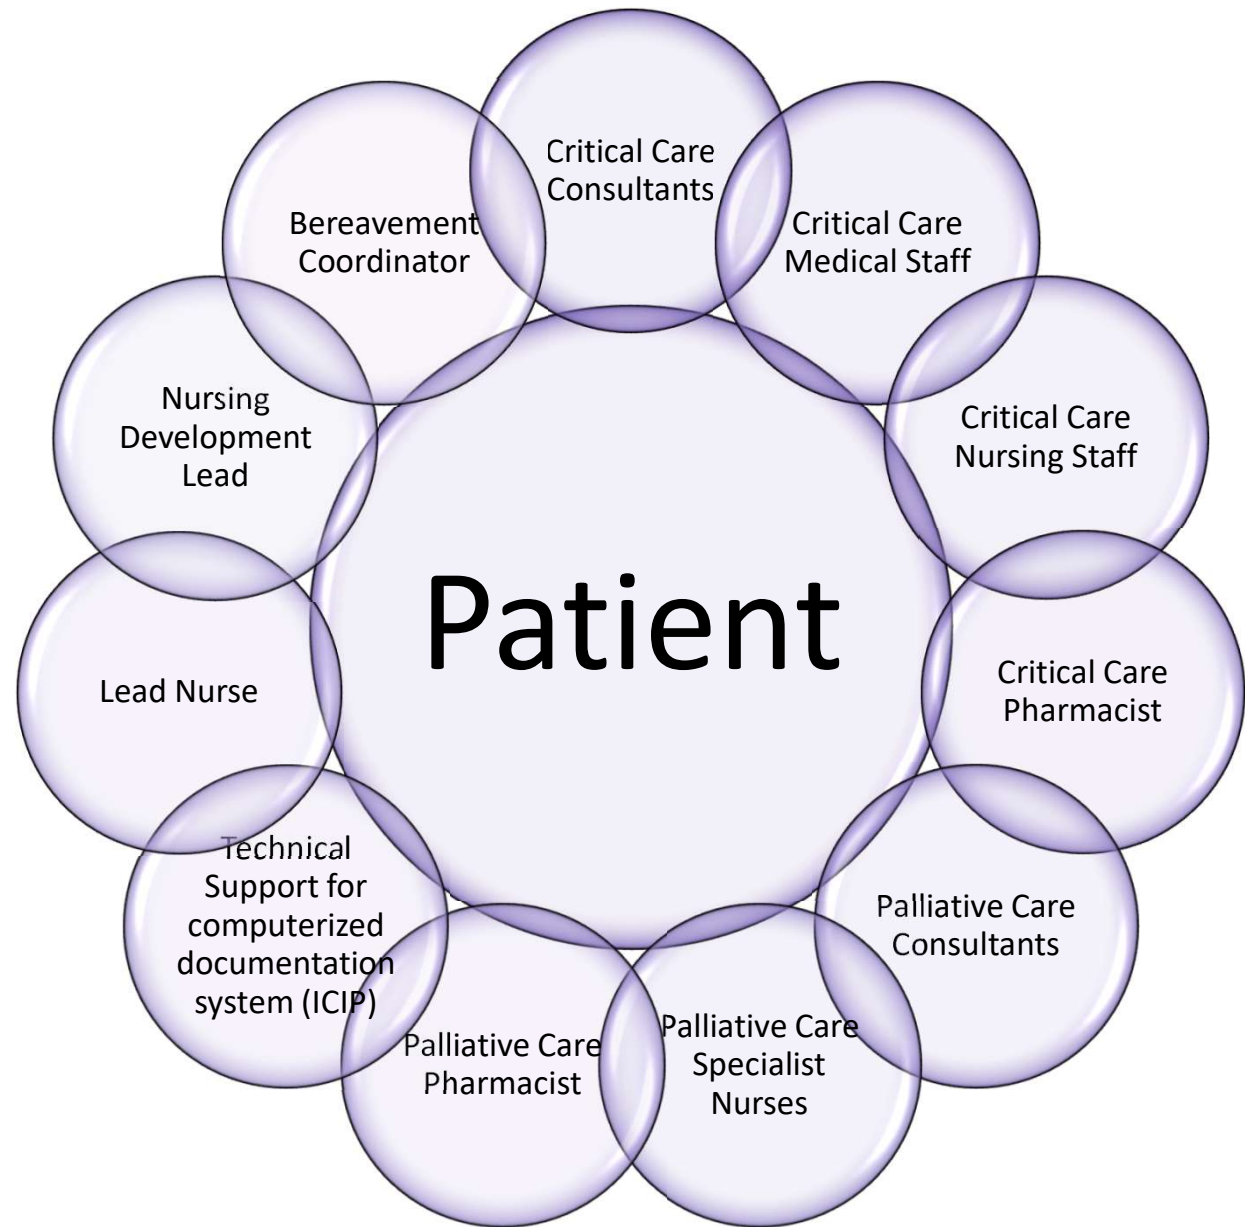 Critical Care
Consultants
Critical Care
Medical Staff
Critical Care
Nursing Staff
Critical Care
Pharmacist
Palliative Care
Consultants
Palliative Care
Specialist
Nurses
Palliative Care
Pharmacist
Technical
Support for
computerized
documentation
system (ICIP)
Lead Nurse
Nursing
Development
Lead
Bereavement
Coordinator
Patient